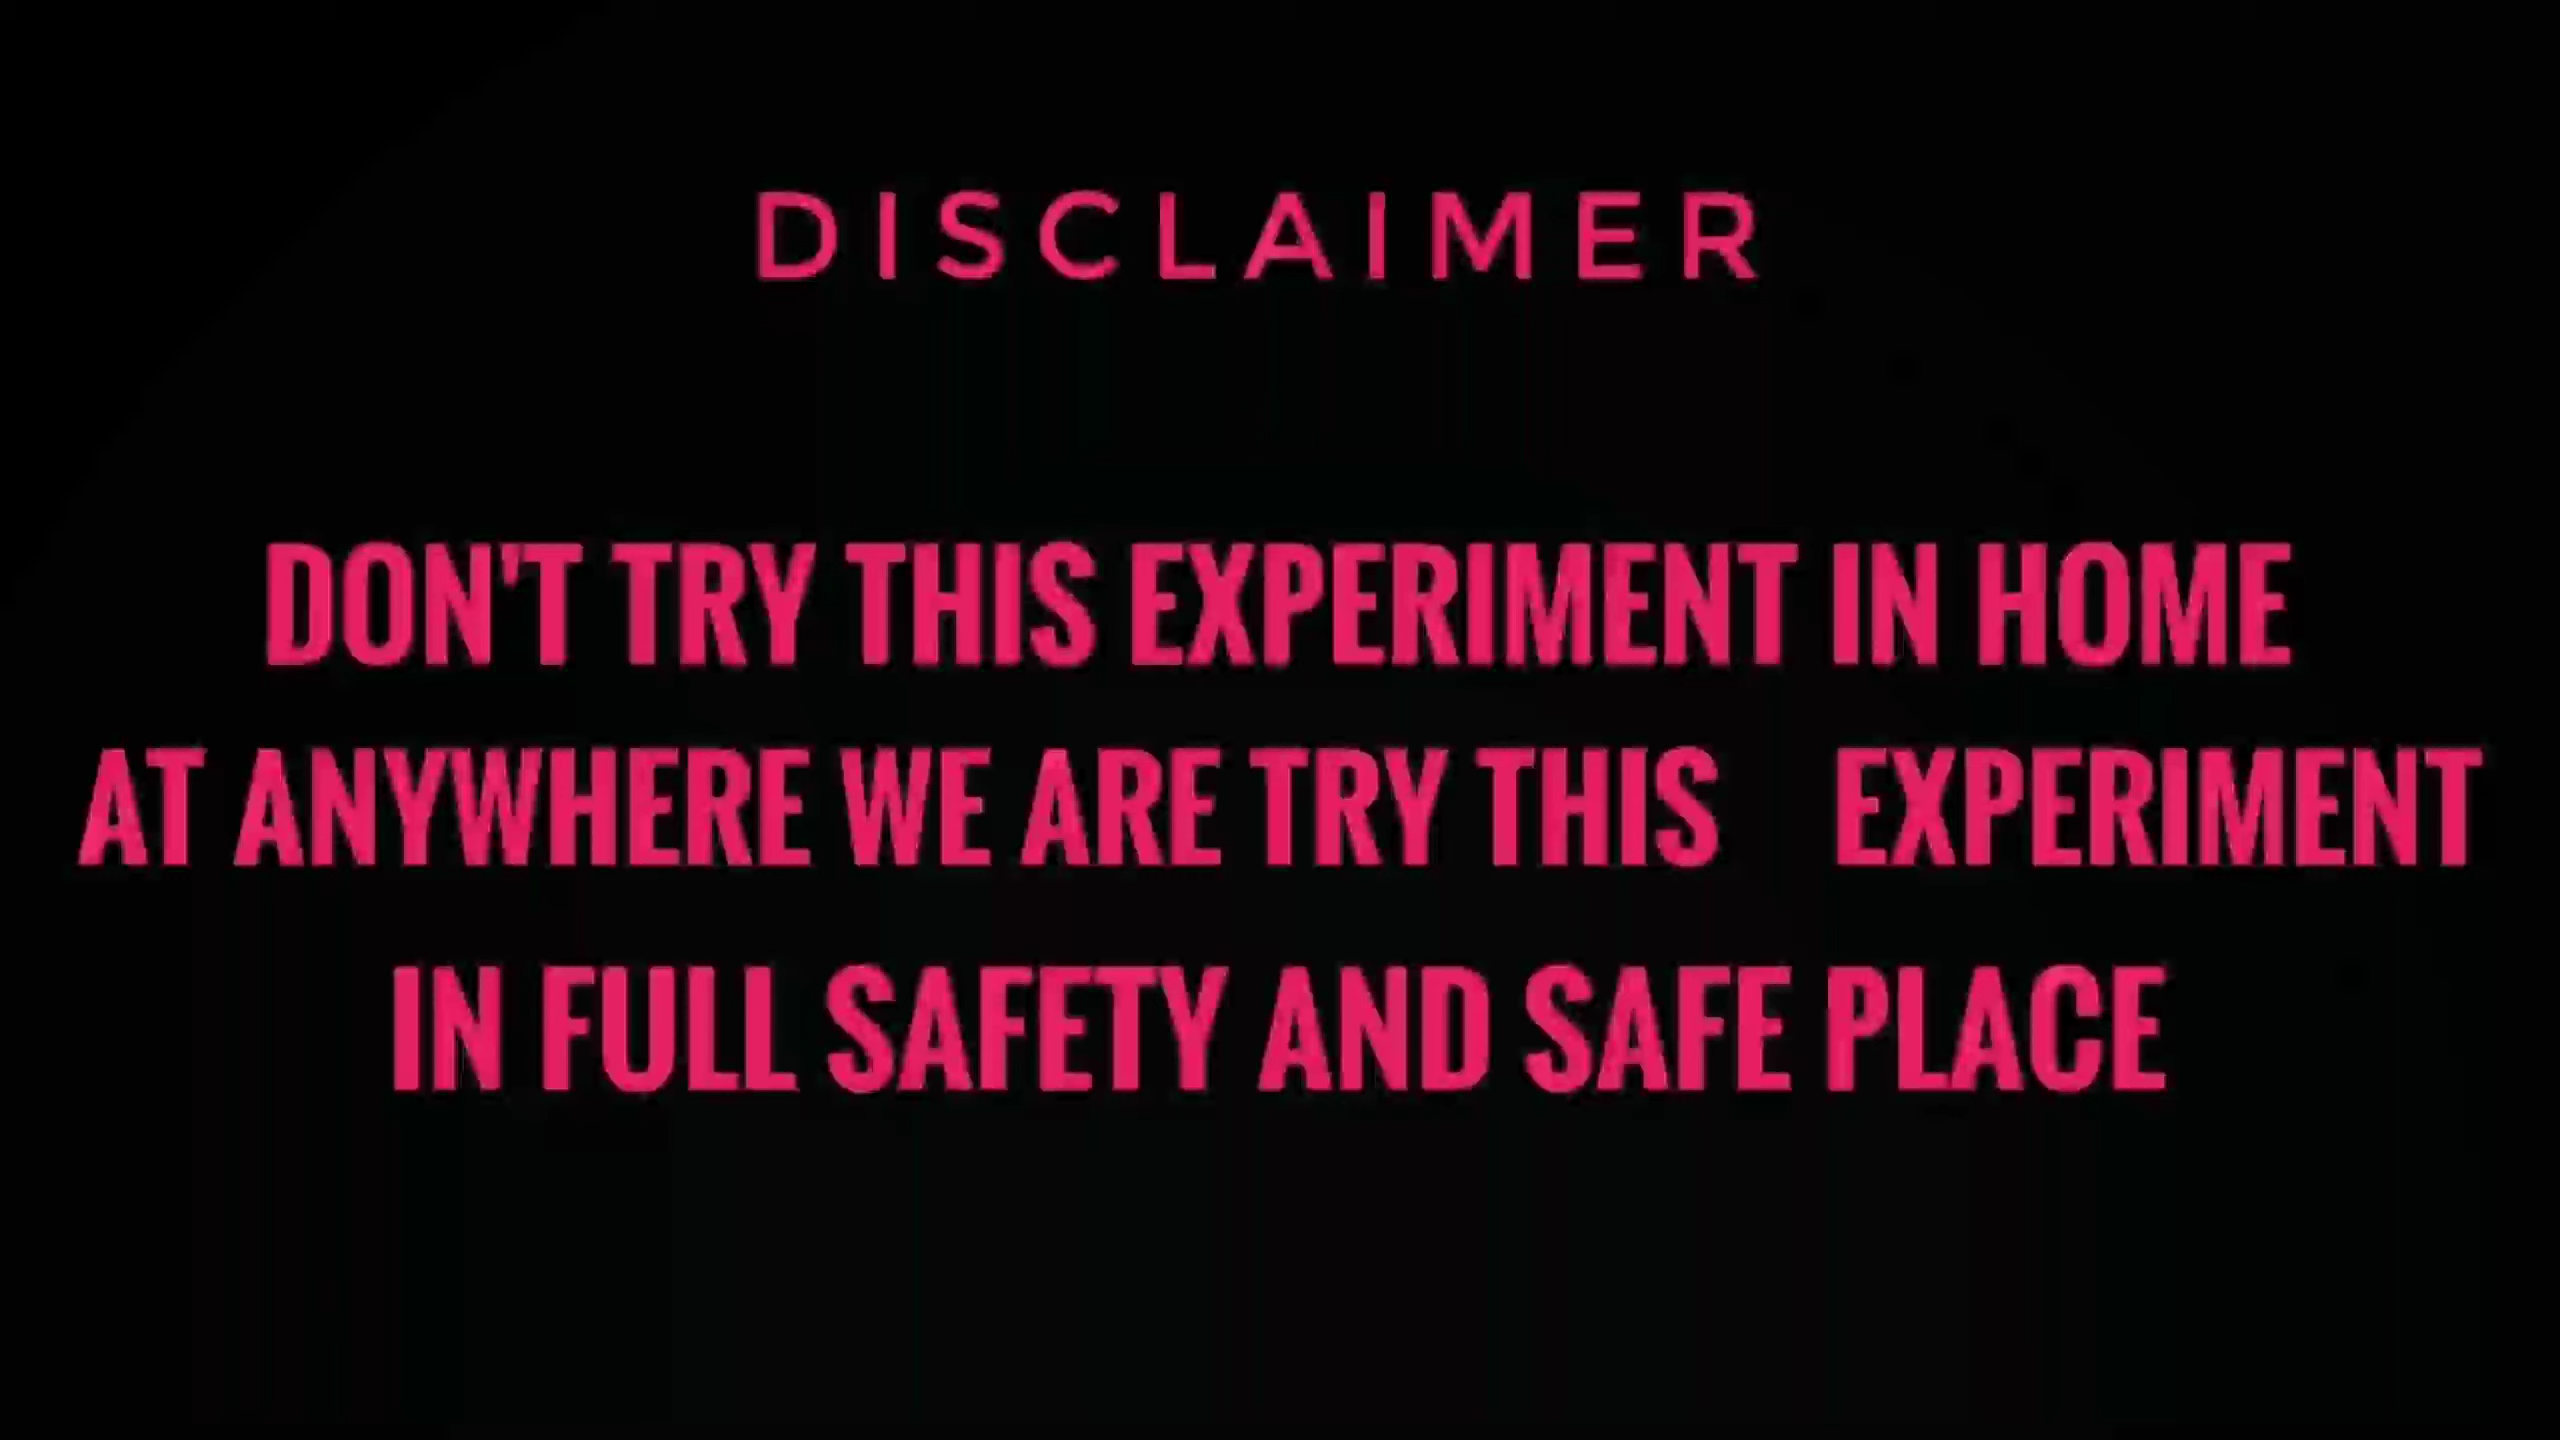 DISCLAIMER
DON'T TRY THIS EXPERIMENT IN HOME
AT ANYWHERE WE ARE TRY THIS EXPERIMENT
IN FULL SAFETY AND SAFE PLACE